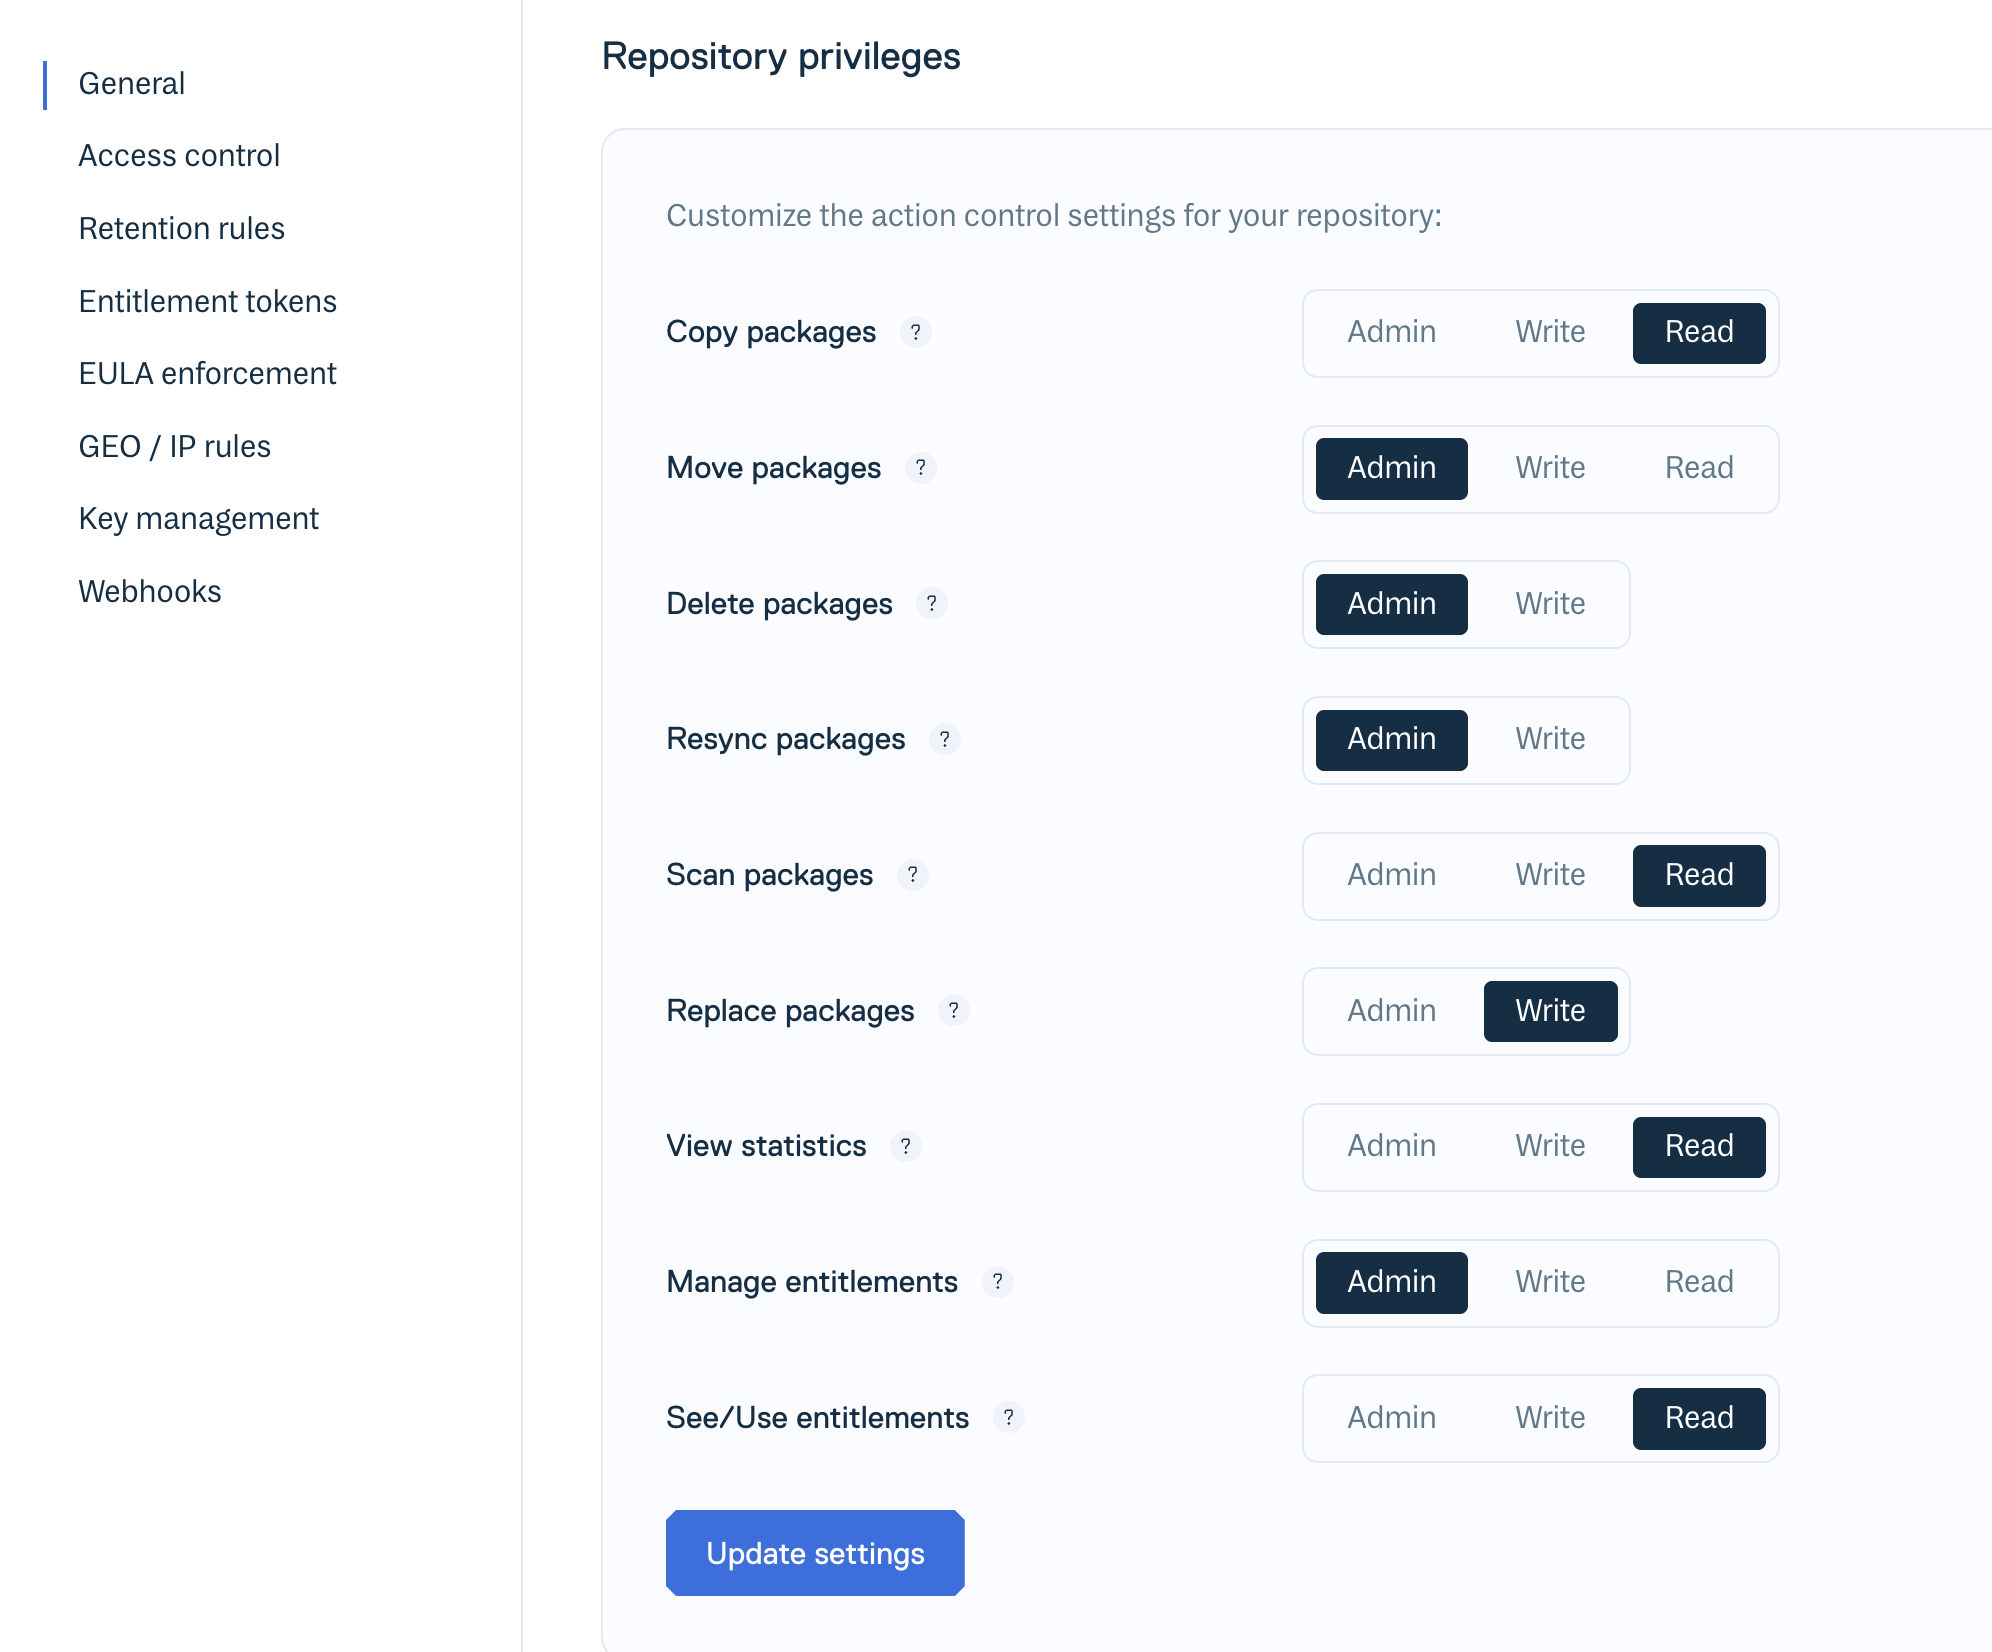 General
Access control
Retention rules
Entitlement tokens
EULA enforcement
GEO / IP rules
Key management
Webhooks
Repository privileges
Customize the action control settings for your repository:
Copy packages ? Admin Write Read
Move packages ? Admin Write Read
Delete packages ? Admin Write
Resync packages ? Admin Write
Scan packages ? Admin Write Read
Replace packages ? Admin Write
View statistics ? Admin Write Read
Manage entitlements ? Admin Write Read
See/Use entitlements ? Admin Write Read
Update settings